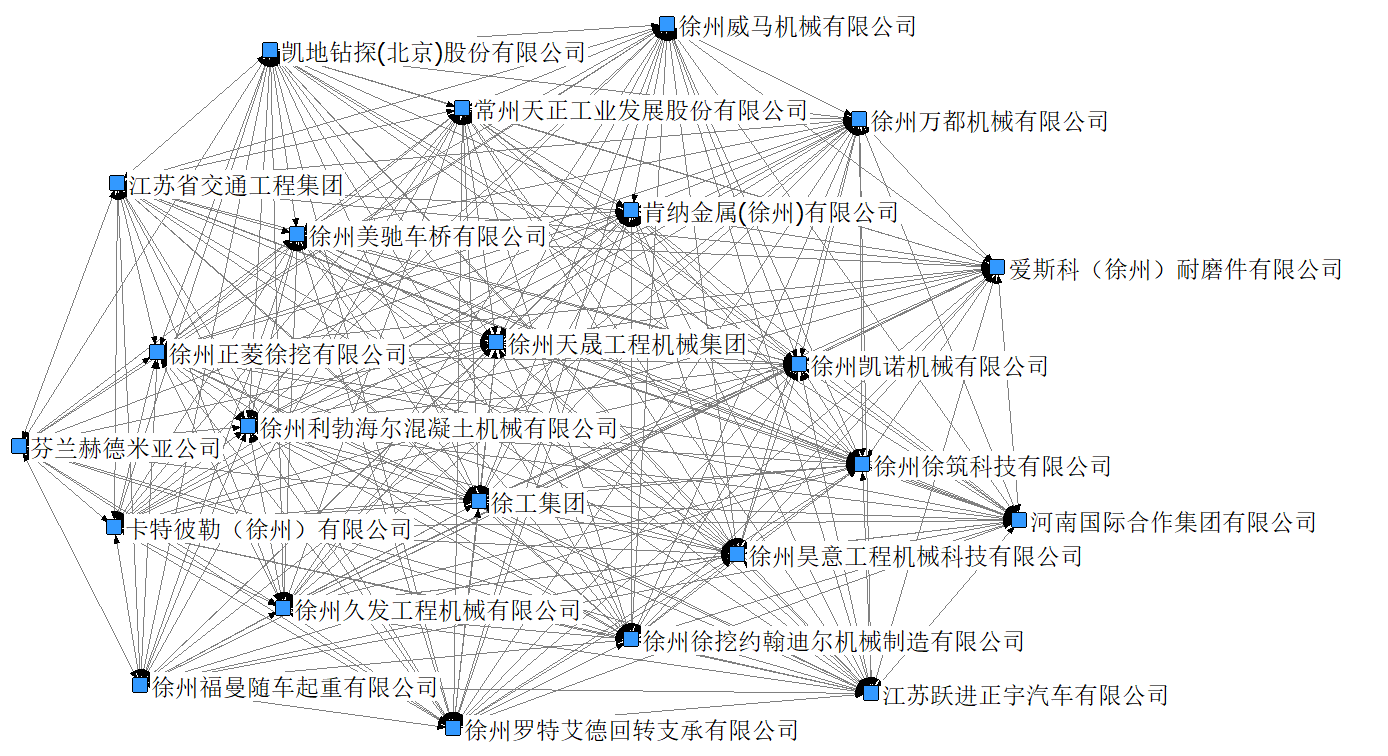 徐州威马机械有限公司
凯地钻探(北京)股份有限公司
常州天正工业发展股份有限公司
徐州万都机械有限公司
江苏省交通工程集团
肯纳金属(徐州)有限公司
徐州美驰车桥有限公司
爱斯科（徐州）耐磨件有限公司
徐州天晟工程机械集团
徐州正菱徐挖有限公司
徐州凯诺机械有限公司
徐州利勃海尔混凝土机械有限公司
芬兰赫德米亚公司
徐州徐筑科技有限公司
徐工集团
河南国际合作集团有限公司
卡特彼勒（徐州）有限公司
徐州昊意工程机械科技有限公司
徐州久发工程机械有限公司
徐州徐挖约翰迪尔机械制造有限公司
徐州福曼随车起重有限公司
江苏跃进正宇汽车有限公司
徐州罗特艾德回转支承有限公司